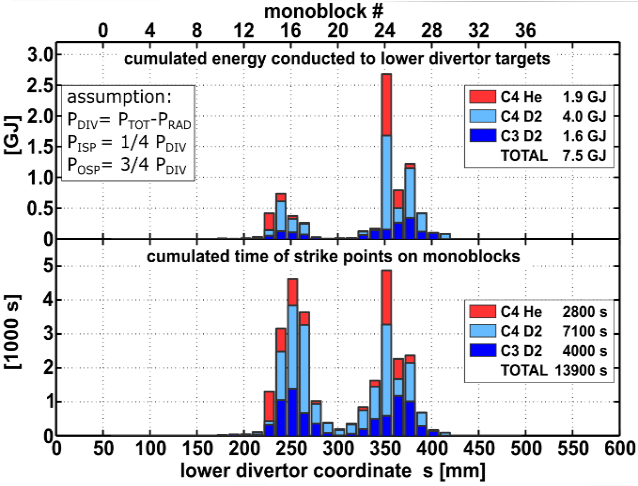 monoblock #
0 4 8 12 16 20 24 28 32 36
cumulated energy conducted to lower divertor targets
3.0
2.5
2.0
1.5
1.0
0.5
0
[GJ]
assumption:
P_DIV= P_TOT-P_RAD
P_ISP = 1/4 P_DIV
P_OSP= 3/4 P_DIV
C4 He 1.9 GJ
C4 D2 4.0 GJ
C3 D2 1.6 GJ
TOTAL 7.5 GJ
cumulated time of strike points on monoblocks
5
4
3
2
1
0
[1000 s]
C4 He 2800 s
C4 D2 7100 s
C3 D2 4000 s
TOTAL 13900 s
0 50 100 150 200 250 300 350 400 450 500 550 600
lower divertor coordinate s [mm]